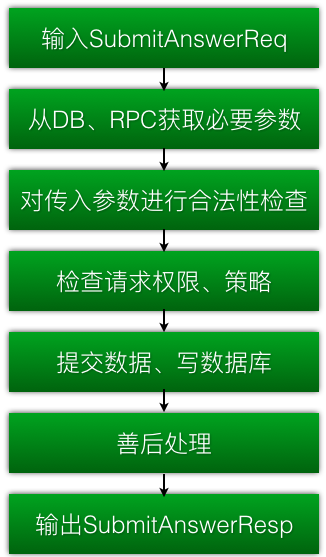 输入SubmitAnswerReq
从DB、RPC获取必要参数
对传入参数进行合法性检查
检查请求权限、策略
提交数据、写数据库
善后处理
输出SubmitAnswerResp